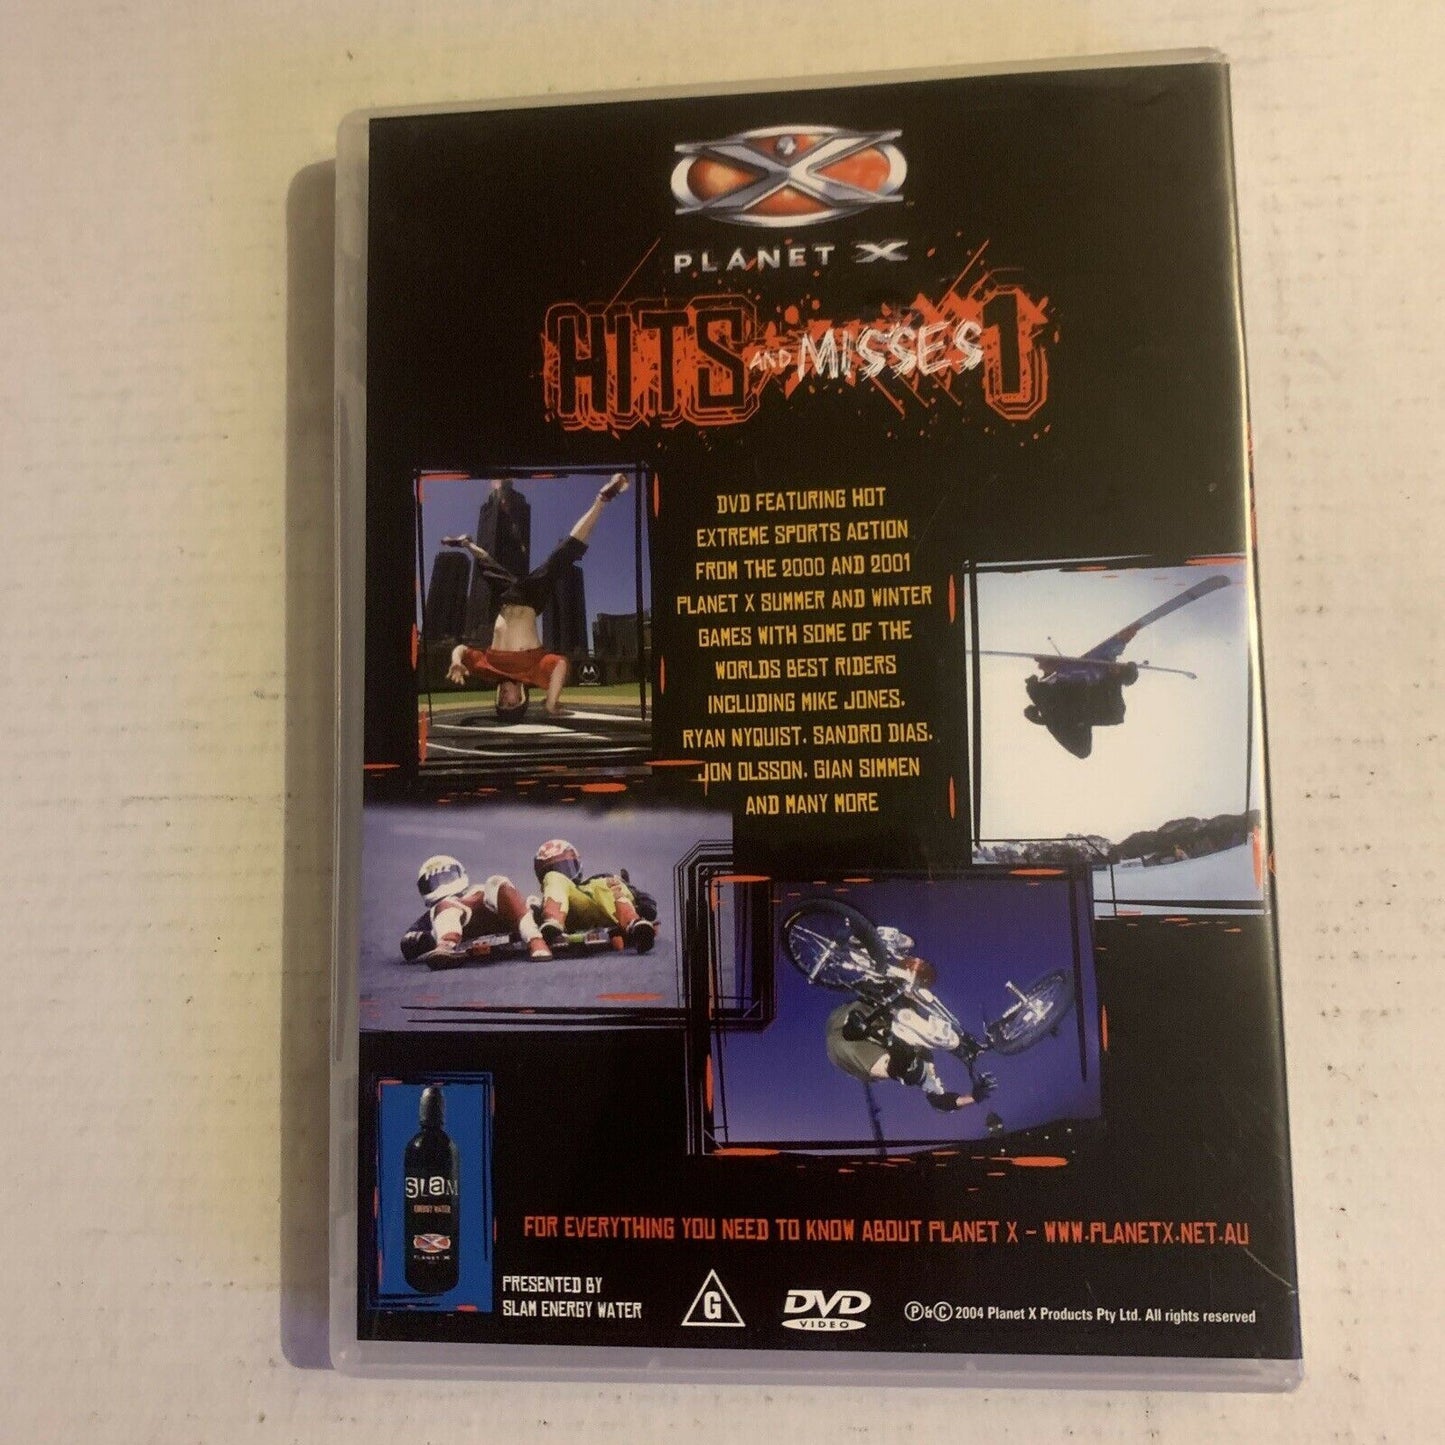 X
PLANET X
HITS AND MISSES 1
DVD FEATURING HOT
EXTREME SPORTS ACTION
FROM THE 2000 AND 2001
PLANET X SUMMER AND WINTER
GAMES WITH SOME OF THE
WORLDS BEST RIDERS
INCLUDING MIKE JONES,
RYAN NYQUIST, SANDRO DIAS,
JON OLSSON, GIAN SIMMEN
AND MANY MORE
SLAM
ENERGY WATER
PLANET X
FOR EVERYTHING YOU NEED TO KNOW ABOUT PLANET X - WWW.PLANETX.NET.AU
PRESENTED BY
SLAM ENERGY WATER
G
DVD
VIDEO
℗&© 2004 Planet X Products Pty Ltd. All rights reserved